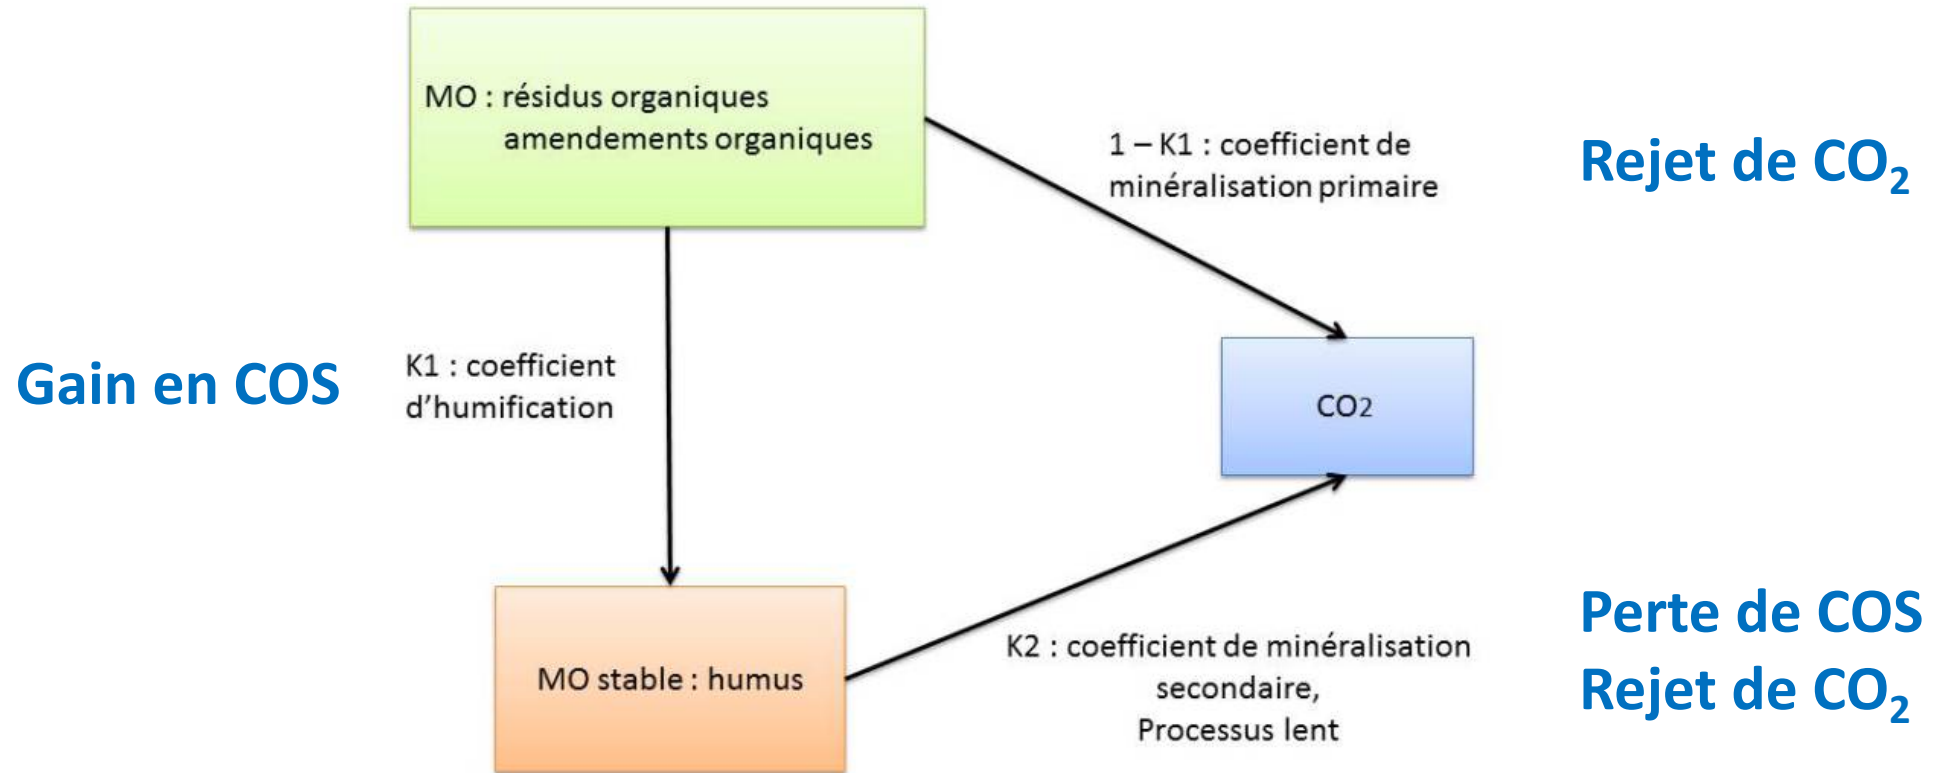 MO : résidus organiques
amendements organiques
1 – K1 : coefficient de
minéralisation primaire
Rejet de CO₂
Gain en COS
K1 : coefficient
d’humification
CO2
MO stable : humus
K2 : coefficient de minéralisation
secondaire,
Processus lent
Perte de COS
Rejet de CO₂